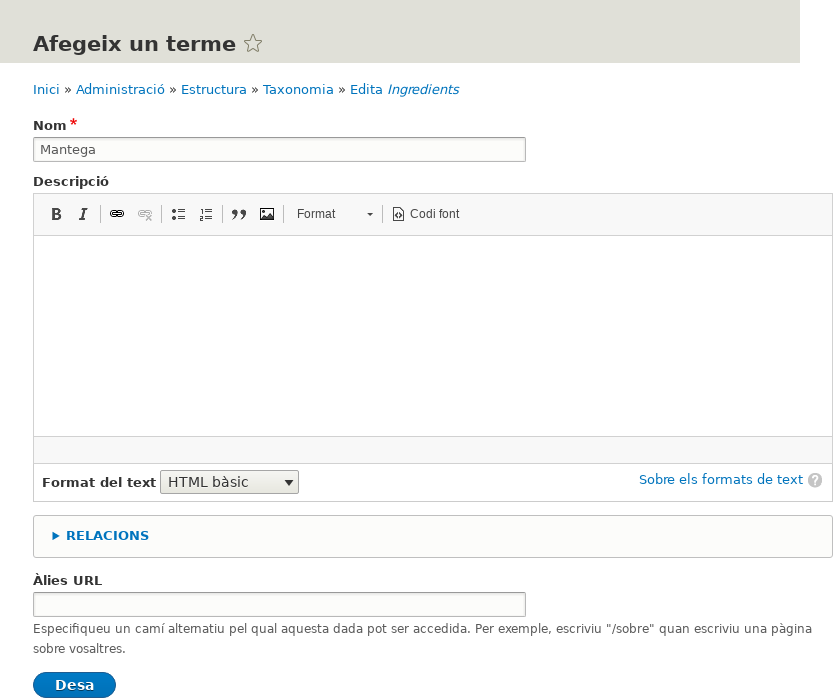 Afegeix un terme
Inici » Administració » Estructura » Taxonomia » Edita Ingredients
Nom *
Mantega
Descripció
B I Format Codi font
Format del text HTML bàsic Sobre els formats de text ?
RELACIONS
Àlies URL
Especifiqueu un camí alternatiu pel qual aquesta dada pot ser accedida. Per exemple, escriviu "/sobre" quan escriviu una pàgina
sobre vosaltres.
Desa